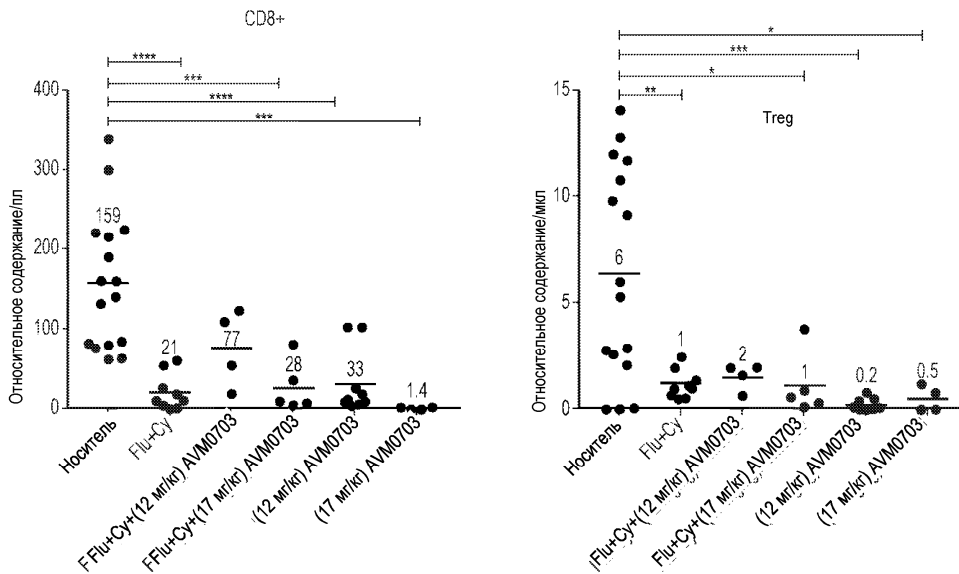 CD8+
****
***
****
***
400
300
200
100
0
Относительное содержание/пл
159
21
77
28
33
1.4
Носитель
Flu+Cy
F Flu+Cy+(12 мг/кг) AVM0703
FFlu+Cy+(17 мг/кг) AVM0703
(12 мг/кг) AVM0703
(17 мг/кг) AVM0703
*
***
*
**
Treg
15
10
5
0
Относительное содержание/мкл
6
1
2
1
0.2
0.5
Носитель
Flu+Cy
Flu+Cy+(12 мг/кг) AVM0703
Flu+Cy+(17 мг/кг) AVM0703
(12 мг/кг) AVM0703
(17 мг/кг) AVM0703